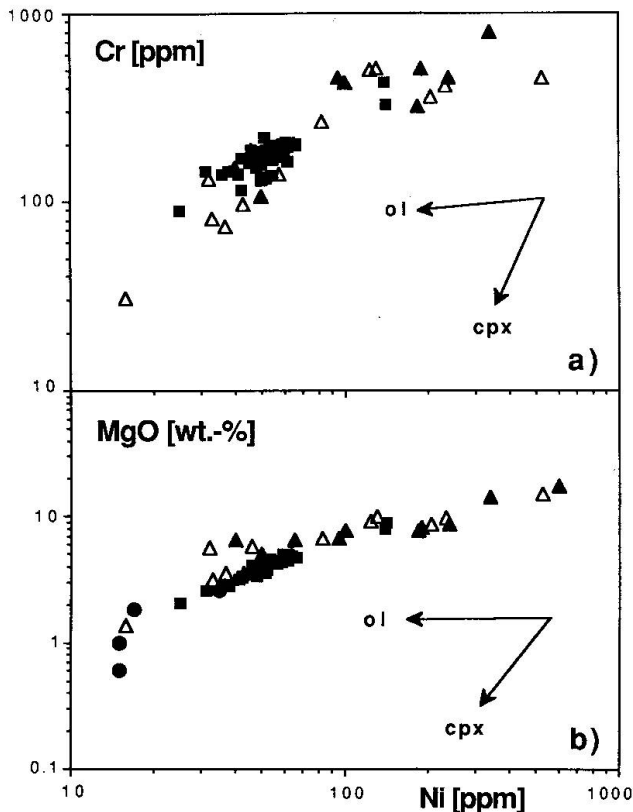 1000
Cr [ppm]
100
ol
cpx
10
a)
MgO [wt.-%]
10
1
ol
cpx
b)
0.1
10
100
Ni [ppm]
1000